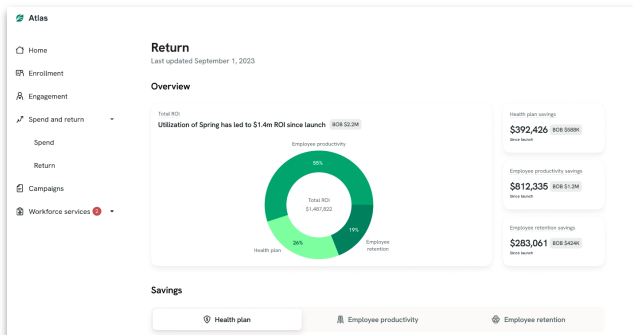 Atlas
Home
Enrollment
Engagement
Spend and return
Spend
Return
Campaigns
Workforce services 2
Return
Last updated September 1, 2023
Overview
Total ROI
Utilization of Spring has led to $1.4m ROI since launch BOB $2.2M
Employee productivity
55%
Total ROI
$1,487,822
19%
26%
Employee
retention
Health plan
Health plan savings
$392,426 BOB $588K
Since launch
Employee productivity savings
$812,335 BOB $1.2M
Since launch
Employee retention savings
$283,061 BOB $424K
Since launch
Savings
Health plan
Employee productivity
Employee retention